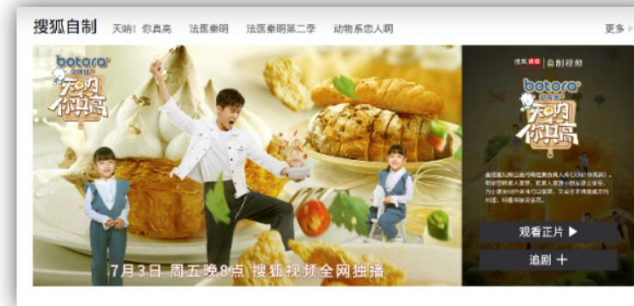 搜狐自制 天呐！你真高 法医秦明 法医秦明第二季 动物系恋人啊 更多
botora
天呐
你真高
搜狐视频 自制视频
botora
天呐
你真高
观看正片
追剧 +
7月3日 周五晚8点 搜狐视频全网独播